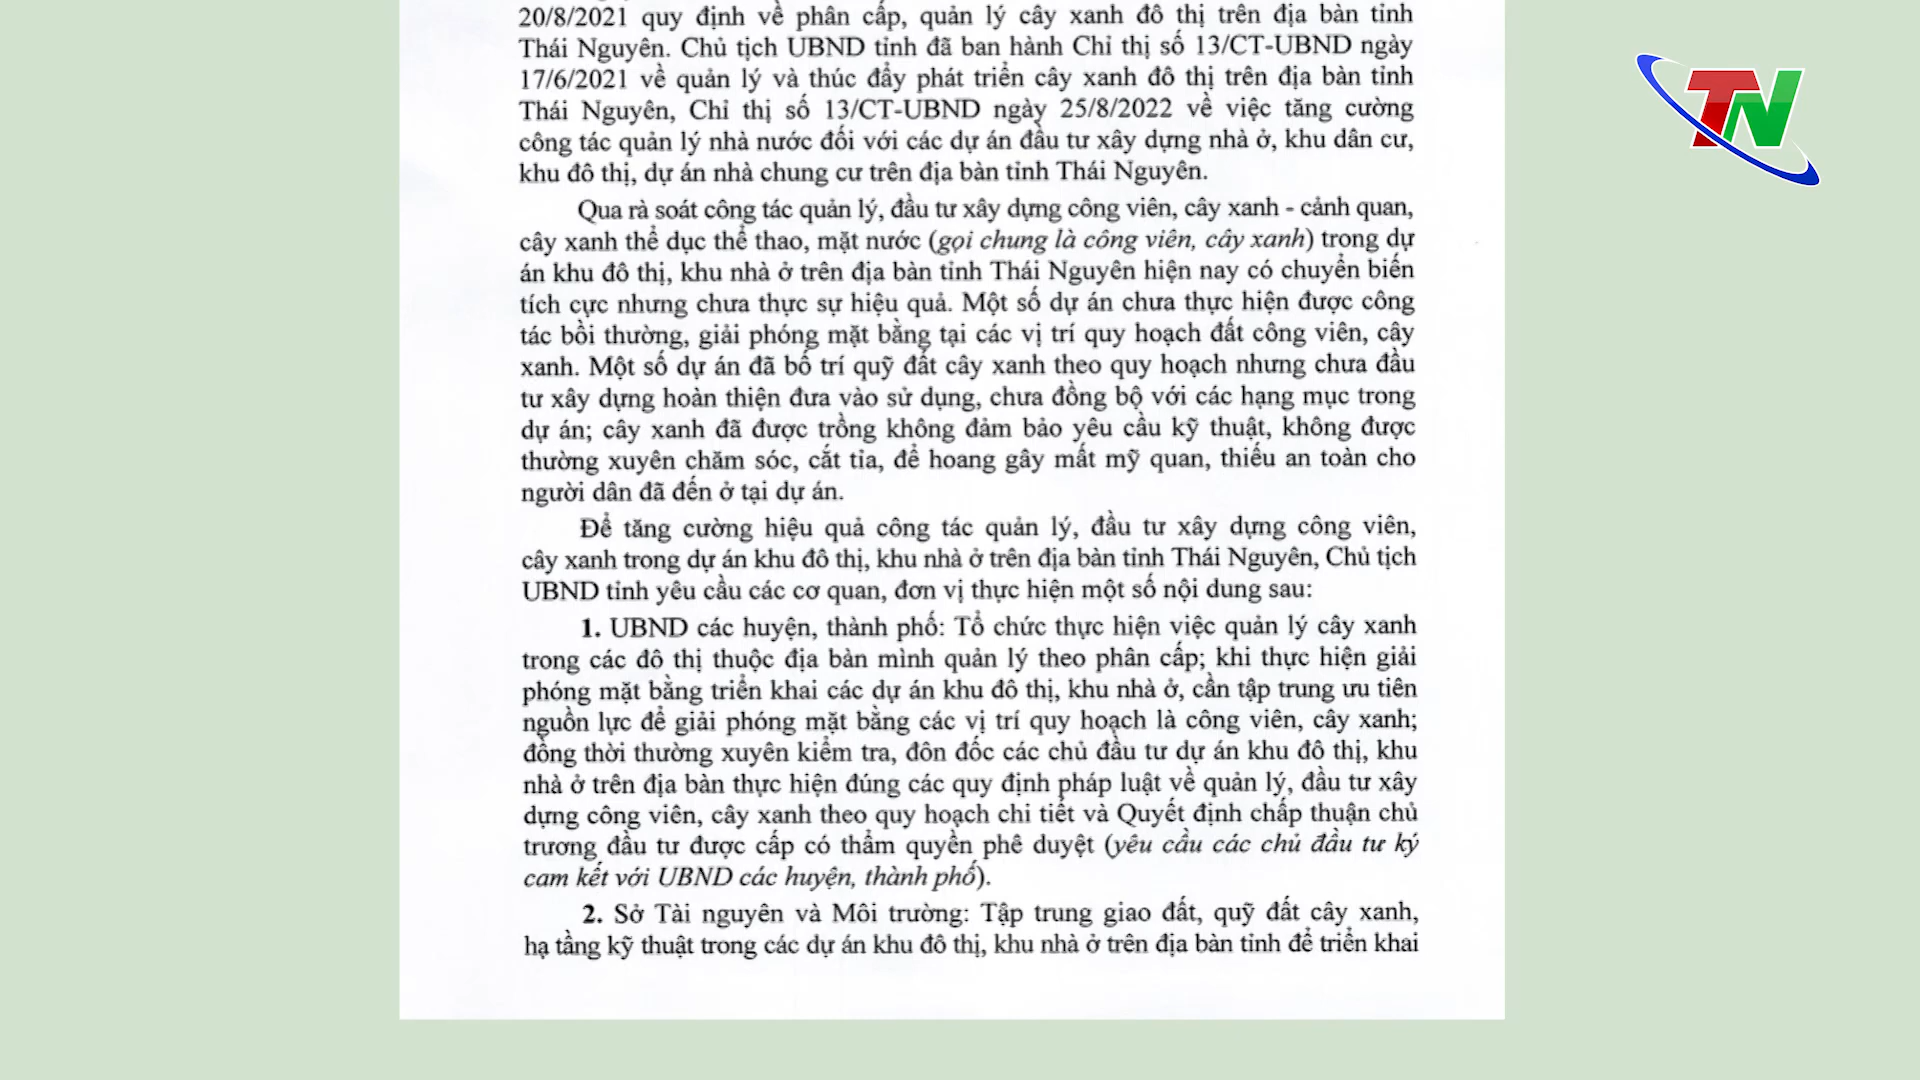 20/8/2021 quy định về phân cấp, quản lý cây xanh đô thị trên địa bàn tỉnh
Thái Nguyên. Chủ tịch UBND tỉnh đã ban hành Chỉ thị số 13/CT-UBND ngày
17/6/2021 về quản lý và thúc đẩy phát triển cây xanh đô thị trên địa bàn tỉnh
Thái Nguyên, Chỉ thị số 13/CT-UBND ngày 25/8/2022 về việc tăng cường
công tác quản lý nhà nước đối với các dự án đầu tư xây dựng nhà ở, khu dân cư,
khu đô thị, dự án nhà chung cư trên địa bàn tỉnh Thái Nguyên.
Qua rà soát công tác quản lý, đầu tư xây dựng công viên, cây xanh - cảnh quan,
cây xanh thể dục thể thao, mặt nước (gọi chung là công viên, cây xanh) trong dự
án khu đô thị, khu nhà ở trên địa bàn tỉnh Thái Nguyên hiện nay có chuyển biến
tích cực nhưng chưa thực sự hiệu quả. Một số dự án chưa thực hiện được công
tác bồi thường, giải phóng mặt bằng tại các vị trí quy hoạch đất công viên, cây
xanh. Một số dự án đã bố trí quỹ đất cây xanh theo quy hoạch nhưng chưa đầu
tư xây dựng hoàn thiện đưa vào sử dụng, chưa đồng bộ với các hạng mục trong
dự án; cây xanh đã được trồng không đảm bảo yêu cầu kỹ thuật, không được
thường xuyên chăm sóc, cắt tỉa, để hoang gây mất mỹ quan, thiếu an toàn cho
người dân đã đến ở tại dự án.
Để tăng cường hiệu quả công tác quản lý, đầu tư xây dựng công viên,
cây xanh trong dự án khu đô thị, khu nhà ở trên địa bàn tỉnh Thái Nguyên, Chủ tịch
UBND tỉnh yêu cầu các cơ quan, đơn vị thực hiện một số nội dung sau:
1. UBND các huyện, thành phố: Tổ chức thực hiện việc quản lý cây xanh
trong các đô thị thuộc địa bàn mình quản lý theo phân cấp; khi thực hiện giải
phóng mặt bằng triển khai các dự án khu đô thị, khu nhà ở, cần tập trung ưu tiên
nguồn lực để giải phóng mặt bằng các vị trí quy hoạch là công viên, cây xanh;
đồng thời thường xuyên kiểm tra, đôn đốc các chủ đầu tư dự án khu đô thị, khu
nhà ở trên địa bàn thực hiện đúng các quy định pháp luật về quản lý, đầu tư xây
dựng công viên, cây xanh theo quy hoạch chi tiết và Quyết định chấp thuận chủ
trương đầu tư được cấp có thẩm quyền phê duyệt (yêu cầu các chủ đầu tư ký
cam kết với UBND các huyện, thành phố).
2. Sở Tài nguyên và Môi trường: Tập trung giao đất, quỹ đất cây xanh,
hạ tầng kỹ thuật trong các dự án khu đô thị, khu nhà ở trên địa bàn tỉnh để triển khai
TN